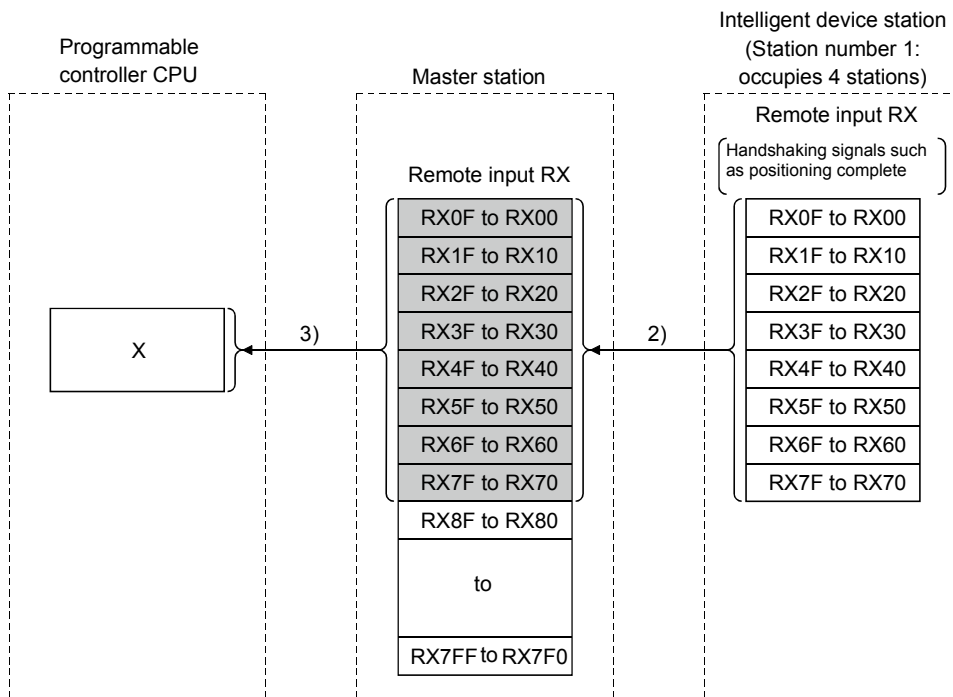 Programmable
controller CPU
Master station
Intelligent device station
(Station number 1:
occupies 4 stations)
Remote input RX
Handshaking signals such
as positioning complete
Remote input RX
RX0F to RX00
RX1F to RX10
RX2F to RX20
RX3F to RX30
RX4F to RX40
RX5F to RX50
RX6F to RX60
RX7F to RX70
RX8F to RX80
to
RX7FF to RX7F0
RX0F to RX00
RX1F to RX10
RX2F to RX20
RX3F to RX30
RX4F to RX40
RX5F to RX50
RX6F to RX60
RX7F to RX70
X
3)
2)